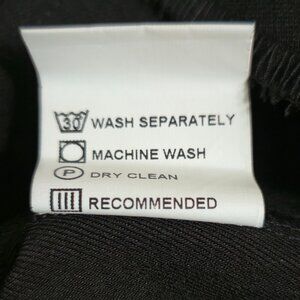 30 WASH SEPARATELY
MACHINE WASH
P DRY CLEAN
RECOMMENDED